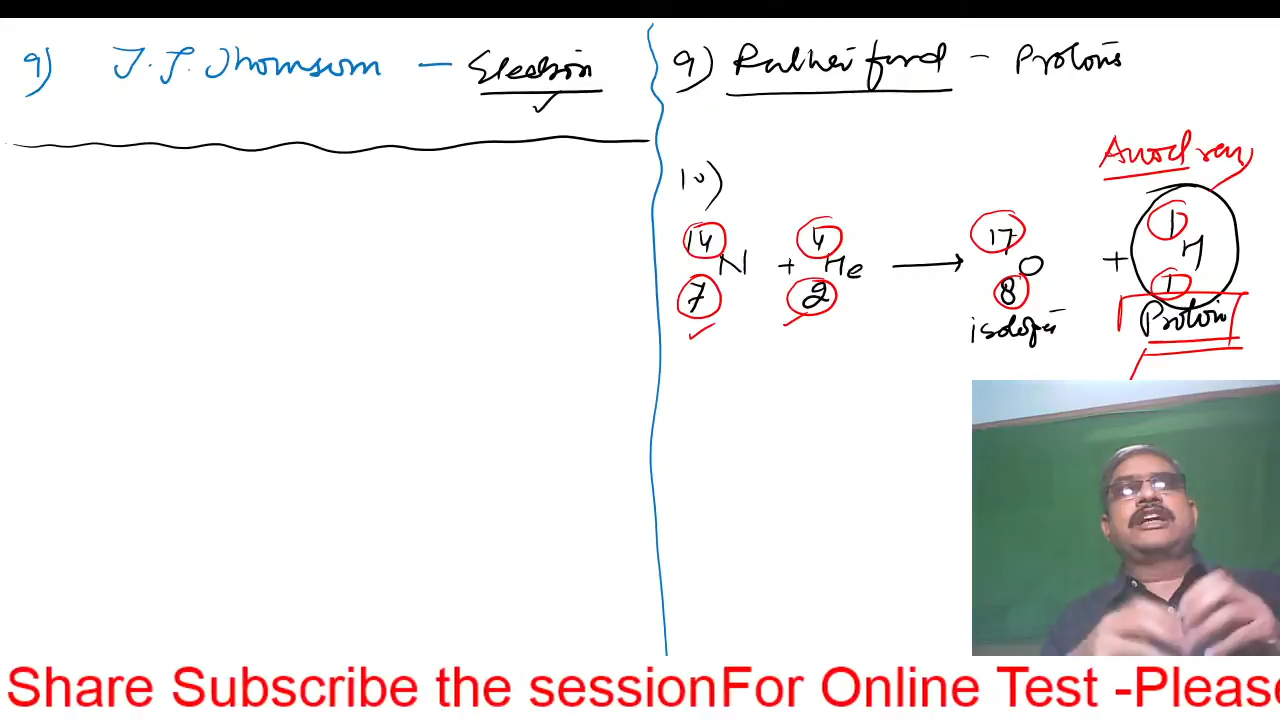 9) J.J. Thomson - Electron
9) Rutherford - Protons
10)
Anod ray
14 4 17 1
N + He → O + H
7 2 8 1
isotope
Proton
Share Subscribe the sessionFor Online Test -Please